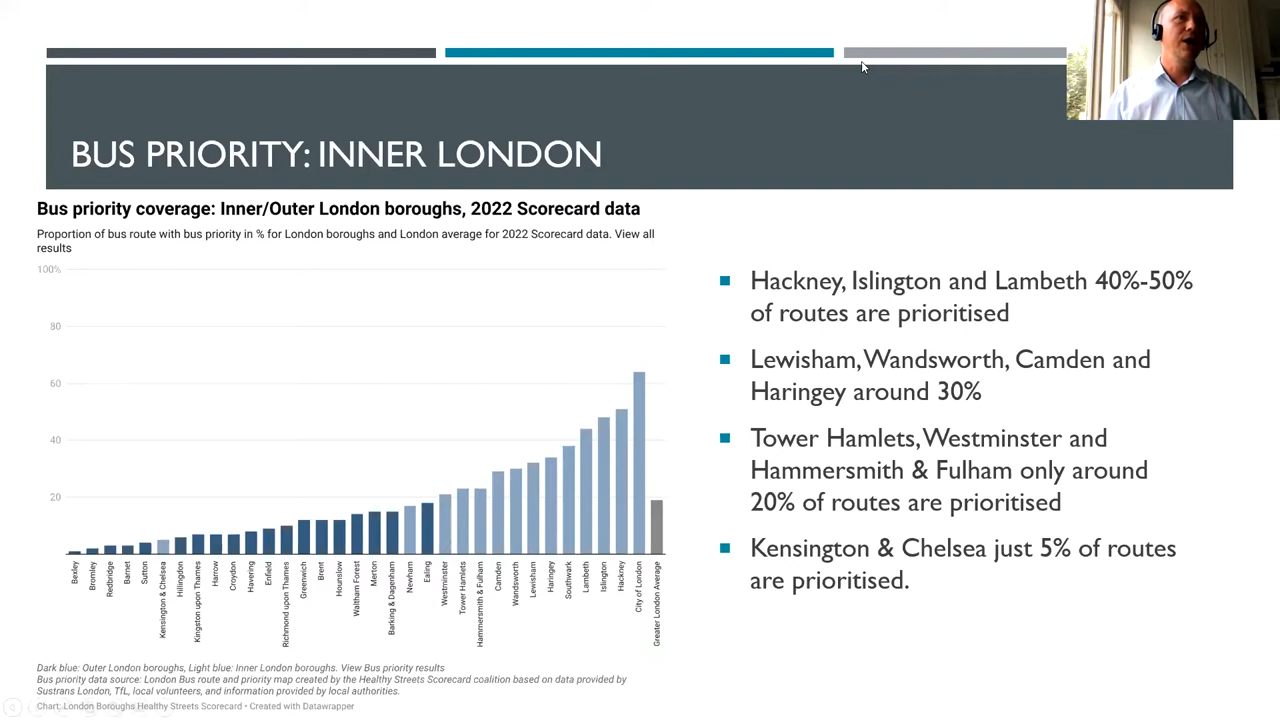 BUS PRIORITY: INNER LONDON
Bus priority coverage: Inner/Outer London boroughs, 2022 Scorecard data
Proportion of bus route with bus priority in % for London boroughs and London average for 2022 Scorecard data. View all
results
100%
80
60
40
20
Bexley
Bromley
Redbridge
Barnet
Sutton
Kensington & Chelsea
Hillingdon
Kingston upon Thames
Harrow
Croydon
Havering
Enfield
Richmond upon Thames
Greenwich
Brent
Hounslow
Waltham Forest
Merton
Barking & Dagenham
Newham
Ealing
Westminster
Tower Hamlets
Hammersmith & Fulham
Camden
Wandsworth
Lewisham
Haringey
Southwark
Lambeth
Islington
Hackney
City of London
Greater London Average
Dark blue: Outer London boroughs, Light blue: Inner London boroughs. View Bus priority results
Bus priority data source: London Bus route and priority map created by the Healthy Streets Scorecard coalition based on data provided by
Sustrans London, TfL, local volunteers, and information provided by local authorities.
Chart: London Boroughs Healthy Streets Scorecard • Created with Datawrapper
Hackney, Islington and Lambeth 40%-50%
of routes are prioritised
Lewisham, Wandsworth, Camden and
Haringey around 30%
Tower Hamlets, Westminster and
Hammersmith & Fulham only around
20% of routes are prioritised
Kensington & Chelsea just 5% of routes
are prioritised.